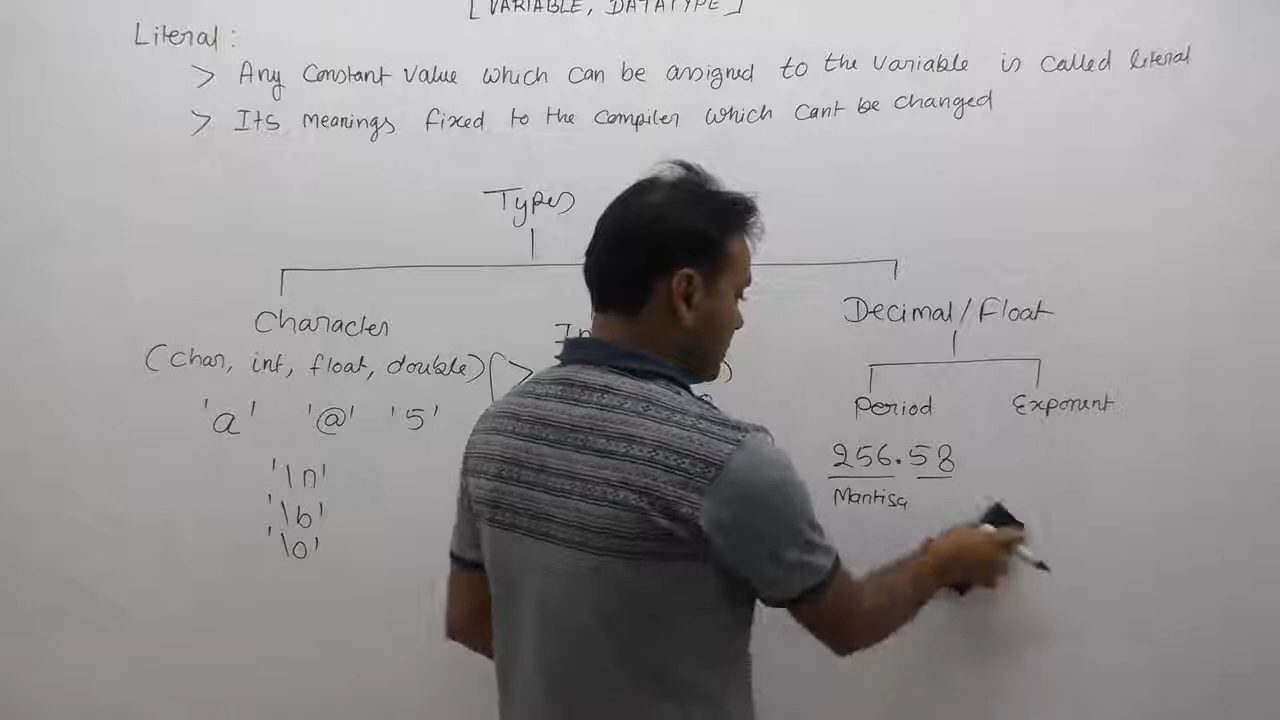 [VARIABLE, DATATYPE]
Literal :
> Any Constant value which can be assigned to the variable is called literal
> Its meanings fixed to the compiler which cant be changed
Types
Character
Decimal/Float
(char, int, float, double)
'a' '@' '5'
'\n'
'\b'
'\0'
Period Exponent
256.58
Mantisa